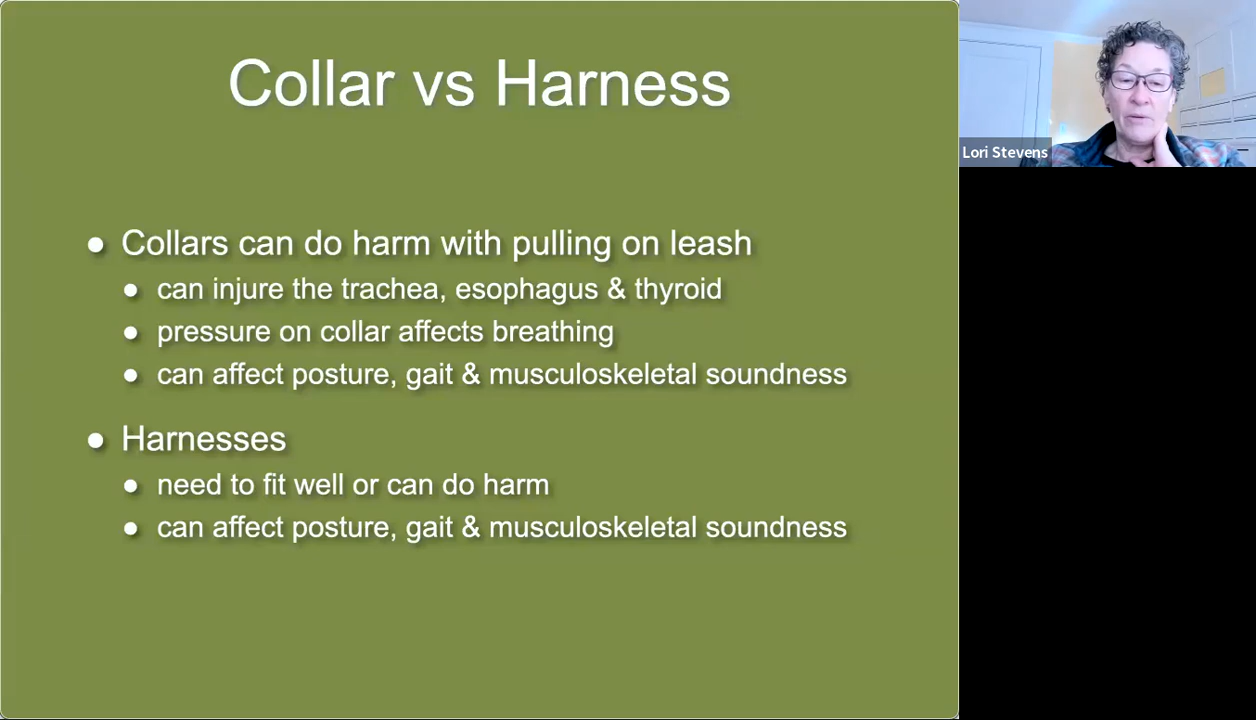 Collar vs Harness
● Collars can do harm with pulling on leash
● can injure the trachea, esophagus & thyroid
● pressure on collar affects breathing
● can affect posture, gait & musculoskeletal soundness
● Harnesses
● need to fit well or can do harm
● can affect posture, gait & musculoskeletal soundness
Lori Stevens